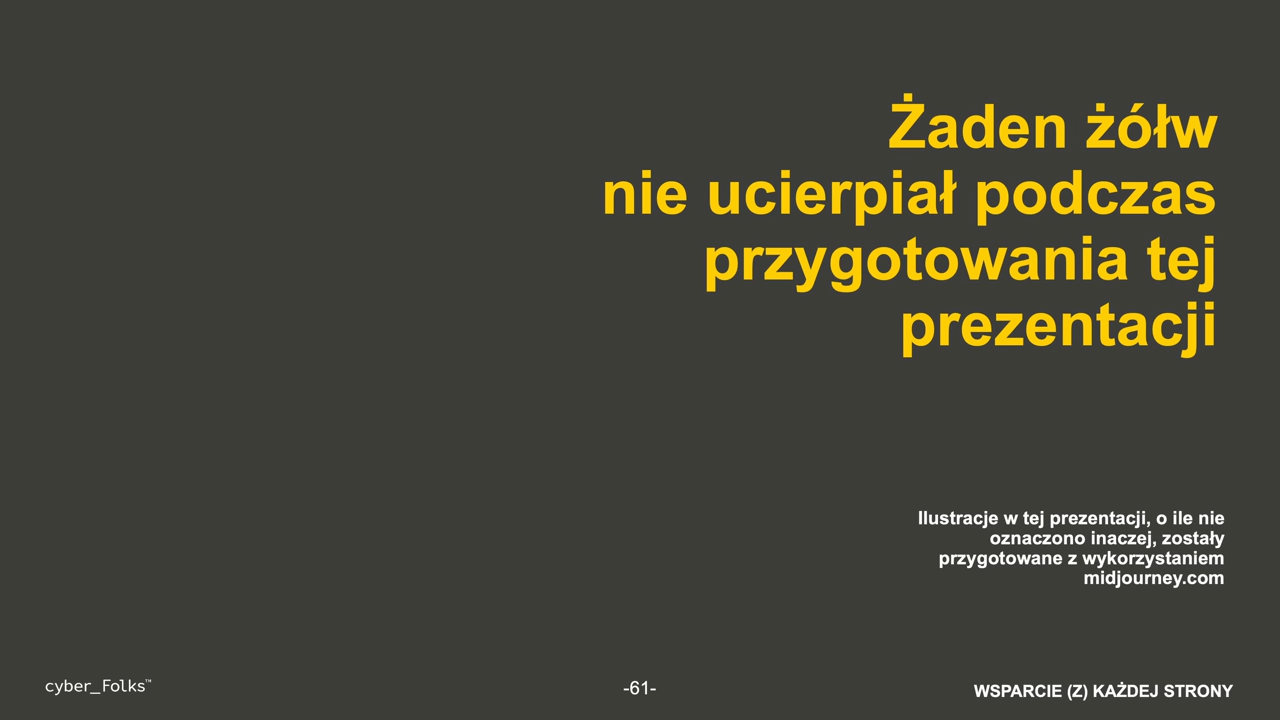 Żaden żółw
nie ucierpiał podczas
przygotowania tej
prezentacji
Ilustracje w tej prezentacji, o ile nie
oznaczono inaczej, zostały
przygotowane z wykorzystaniem
midjourney.com
cyber_Folks™
-61-
WSPARCIE (Z) KAŻDEJ STRONY